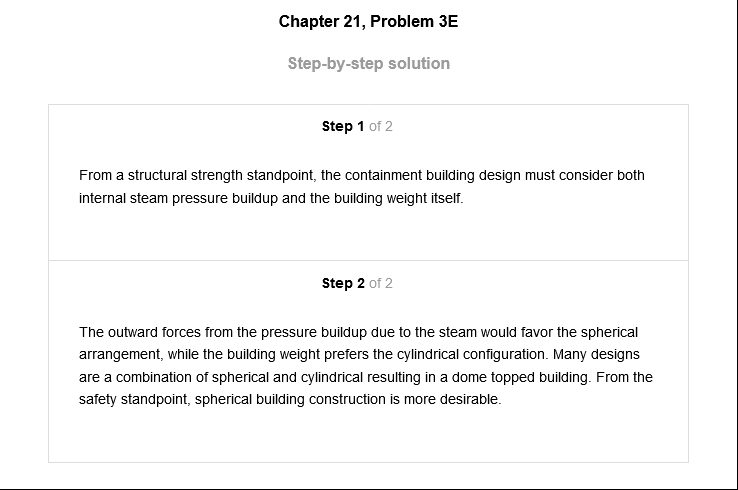 Chapter 21, Problem 3E
Step-by-step solution
Step 1 of 2
From a structural strength standpoint, the containment building design must consider both
internal steam pressure buildup and the building weight itself.
Step 2 of 2
The outward forces from the pressure buildup due to the steam would favor the spherical
arrangement, while the building weight prefers the cylindrical configuration. Many designs
are a combination of spherical and cylindrical resulting in a dome topped building. From the
safety standpoint, spherical building construction is more desirable.